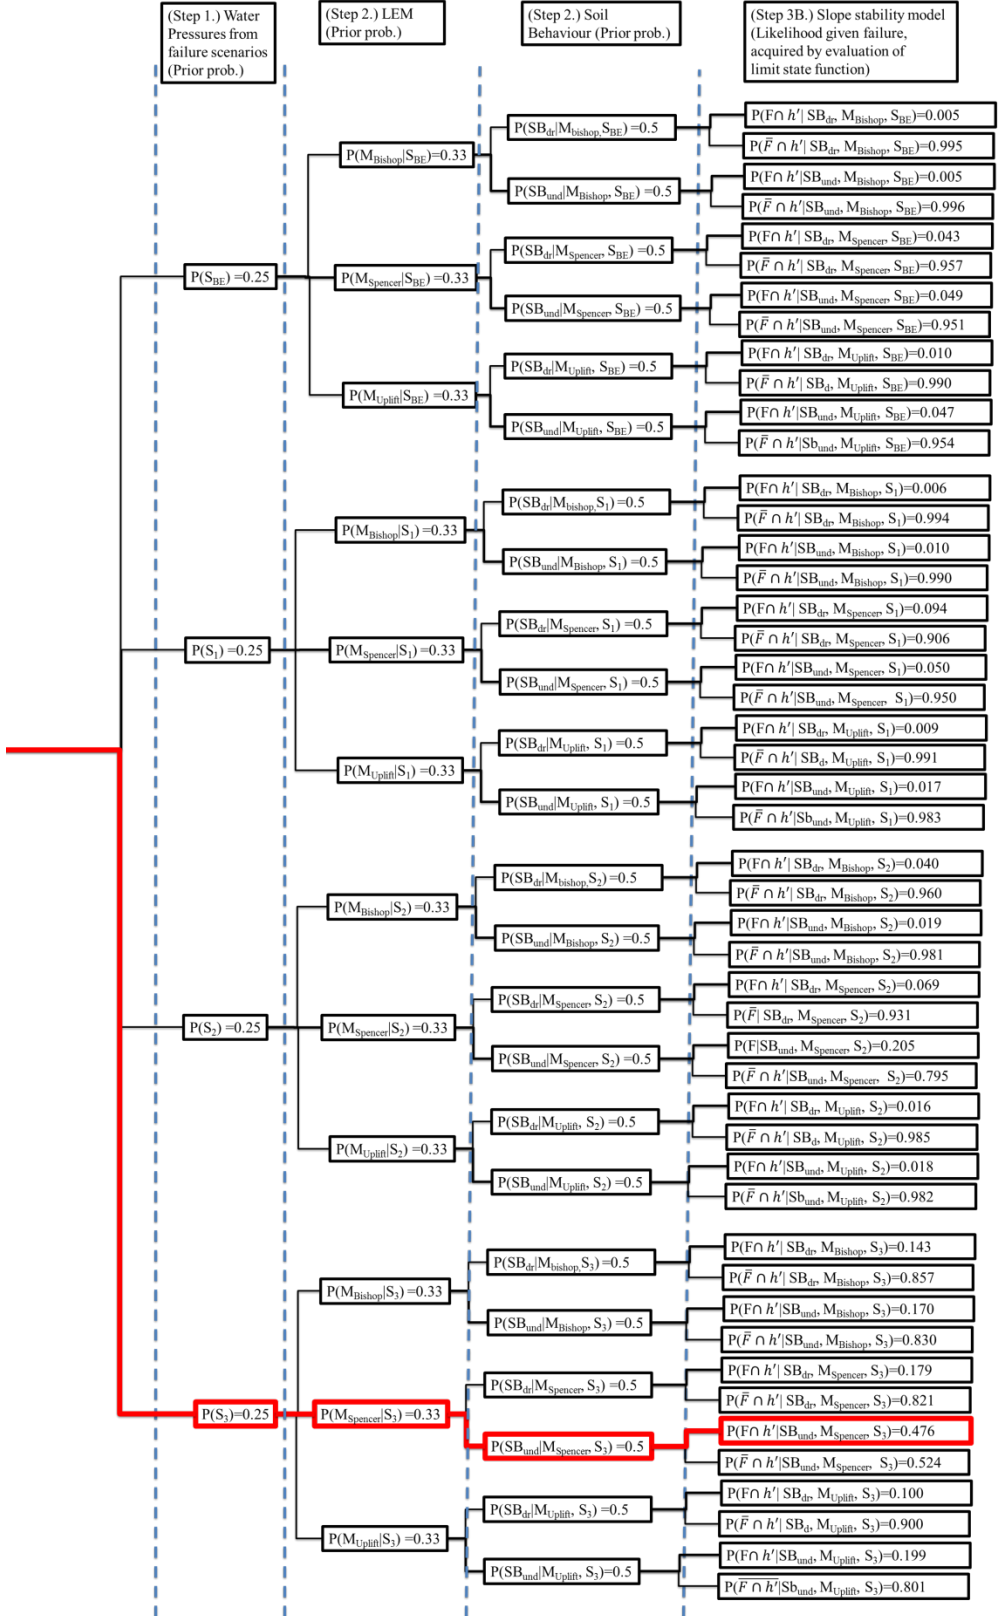 (Step 1.) Water
Pressures from
failure scenarios
(Prior prob.)
(Step 2.) LEM
(Prior prob.)
(Step 2.) Soil
Behaviour (Prior prob.)
(Step 3B.) Slope stability model
(Likelihood given failure,
acquired by evaluation of
limit state function)
P(S_BE) =0.25
P(M_Bishop|S_BE)=0.33
P(SB_dr|M_bishop,S_BE)=0.5
P(F∩ h′| SB_dr, M_Bishop, S_BE)=0.005
P(F̄ ∩ h′| SB_dr, M_Bishop, S_BE)=0.995
P(SB_und|M_Bishop, S_BE) =0.5
P(F∩ h′|SB_und, M_Bishop, S_BE)=0.005
P(F̄ ∩ h′|SB_und, M_Bishop, S_BE)=0.996
P(M_Spencer|S_BE)=0.33
P(SB_dr|M_Spencer, S_BE) =0.5
P(F∩ h′| SB_dr, M_Spencer, S_BE)=0.043
P(F̄ ∩ h′| SB_dr, M_Spencer, S_BE)=0.957
P(SB_und|M_Spencer, S_BE) =0.5
P(F∩ h′|SB_und, M_Spencer, S_BE)=0.049
P(F̄ ∩ h′|SB_und, M_Spencer, S_BE)=0.951
P(M_Uplift|S_BE)=0.33
P(SB_dr|M_Uplift, S_BE) =0.5
P(F∩ h′| SB_dr, M_Uplift, S_BE)=0.010
P(F̄ ∩ h′| SB_d, M_Uplift, S_BE)=0.990
P(SB_und|M_Uplift, S_BE) =0.5
P(F∩ h′|SB_und, M_Uplift, S_BE)=0.047
P(F̄ ∩ h′|Sb_und, M_Uplift, S_BE)=0.954
P(S_1) =0.25
P(M_Bishop|S_1)=0.33
P(SB_dr|M_bishop,S_1) =0.5
P(F∩ h′| SB_dr, M_Bishop, S_1)=0.006
P(F̄ ∩ h′| SB_dr, M_Bishop, S_1)=0.994
P(SB_und|M_Bishop, S_1) =0.5
P(F∩ h′|SB_und, M_Bishop, S_1)=0.010
P(F̄ ∩ h′|SB_und, M_Bishop, S_1)=0.990
P(M_Spencer|S_1)=0.33
P(SB_dr|M_Spencer, S_1) =0.5
P(F∩ h′| SB_dr, M_Spencer, S_1)=0.094
P(F̄ ∩ h′| SB_dr, M_Spencer, S_1)=0.906
P(SB_und|M_Spencer, S_1) =0.5
P(F∩ h′|SB_und, M_Spencer, S_1)=0.050
P(F̄ ∩ h′|SB_und, M_Spencer, S_1)=0.950
P(M_Uplift|S_1)=0.33
P(SB_dr|M_Uplift, S_1) =0.5
P(F∩ h′| SB_dr, M_Uplift, S_1)=0.009
P(F̄ ∩ h′| SB_d, M_Uplift, S_1)=0.991
P(SB_und|M_Uplift, S_1) =0.5
P(F∩ h′|SB_und, M_Uplift, S_1)=0.017
P(F̄ ∩ h′|Sb_und, M_Uplift, S_1)=0.983
P(S_2) =0.25
P(M_Bishop|S_2)=0.33
P(SB_dr|M_bishop,S_2) =0.5
P(F∩ h′| SB_dr, M_Bishop, S_2)=0.040
P(F̄ ∩ h′| SB_dr, M_Bishop, S_2)=0.960
P(SB_und|M_Bishop, S_2) =0.5
P(F∩ h′|SB_und, M_Bishop, S_2)=0.019
P(F̄ ∩ h′|SB_und, M_Bishop, S_2)=0.981
P(M_Spencer|S_2)=0.33
P(SB_dr|M_Spencer, S_2) =0.5
P(F∩ h′| SB_dr, M_Spencer, S_2)=0.069
P(F̄| SB_dr, M_Spencer, S_2)=0.931
P(SB_und|M_Spencer, S_2) =0.5
P(F|SB_und, M_Spencer, S_2)=0.205
P(F̄ ∩ h′|SB_und, M_Spencer, S_2)=0.795
P(M_Uplift|S_2) =0.33
P(SB_dr|M_Uplift, S_2) =0.5
P(F∩ h′| SB_dr, M_Uplift, S_2)=0.016
P(F̄ ∩ h′| SB_d, M_Uplift, S_2)=0.985
P(SB_und|M_Uplift, S_2) =0.5
P(F∩ h′|SB_und, M_Uplift, S_2)=0.018
P(F̄ ∩ h′|Sb_und, M_Uplift, S_2)=0.982
P(S_3)=0.25
P(M_Bishop|S_3)=0.33
P(SB_dr|M_bishop,S_3) =0.5
P(F∩ h′| SB_dr, M_Bishop, S_3)=0.143
P(F̄ ∩ h′| SB_dr, M_Bishop, S_3)=0.857
P(SB_und|M_Bishop, S_3) =0.5
P(F∩ h′|SB_und, M_Bishop, S_3)=0.170
P(F̄ ∩ h′|SB_und, M_Bishop, S_3)=0.830
P(M_Spencer|S_3)=0.33
P(SB_dr|M_Spencer, S_3) =0.5
P(F∩ h′| SB_dr, M_Spencer, S_3)=0.179
P(F̄ ∩ h′| SB_dr, M_Spencer, S_3)=0.821
P(SB_und|M_Spencer, S_3) =0.5
P(F∩ h′|SB_und, M_Spencer, S_3)=0.476
P(F̄ ∩ h′|SB_und, M_Spencer, S_3)=0.524
P(M_Uplift|S_3)=0.33
P(SB_dr|M_Uplift, S_3) =0.5
P(F∩ h′| SB_dr, M_Uplift, S_3)=0.100
P(F̄ ∩ h′| SB_d, M_Uplift, S_3)=0.900
P(SB_und|M_Uplift, S_3)=0.5
P(F∩ h′|SB_und, M_Uplift, S_3)=0.199
P(F̅ ̅∩̅ ̅h̅′̅|Sb_und, M_Uplift, S_3)=0.801